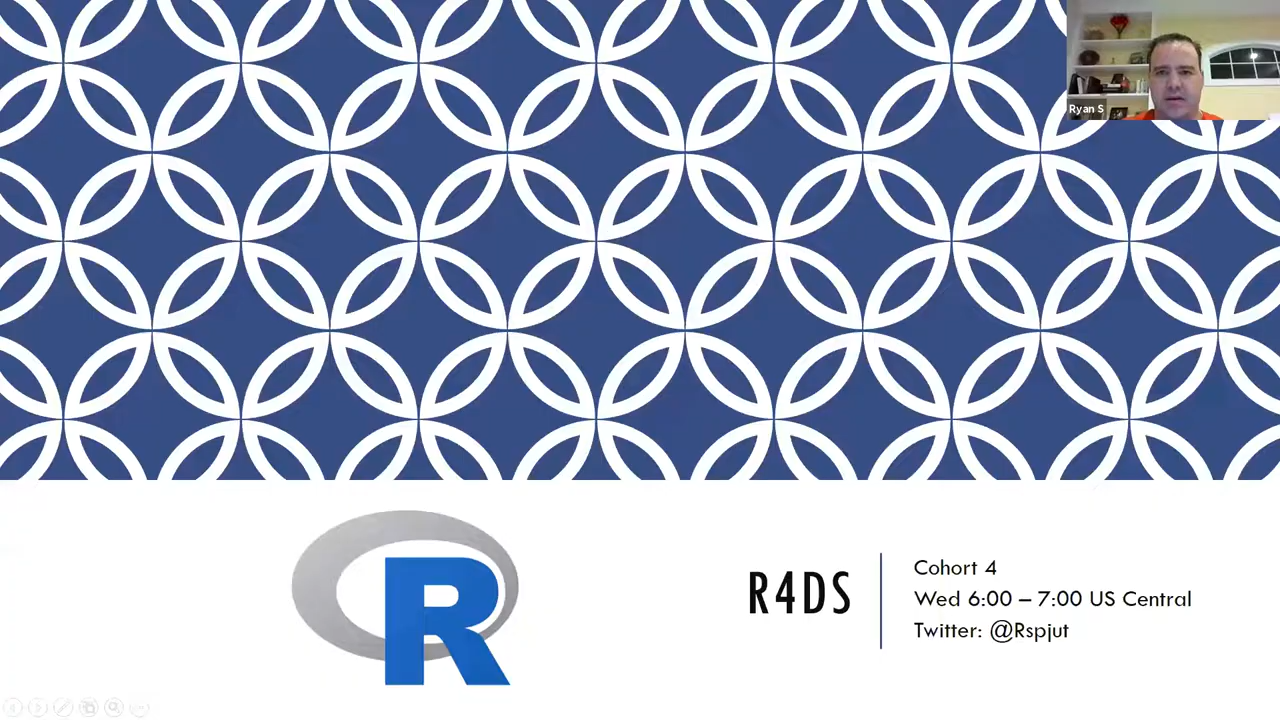 Ryan S
R
R4DS
Cohort 4
Wed 6:00 – 7:00 US Central
Twitter: @Rspjut